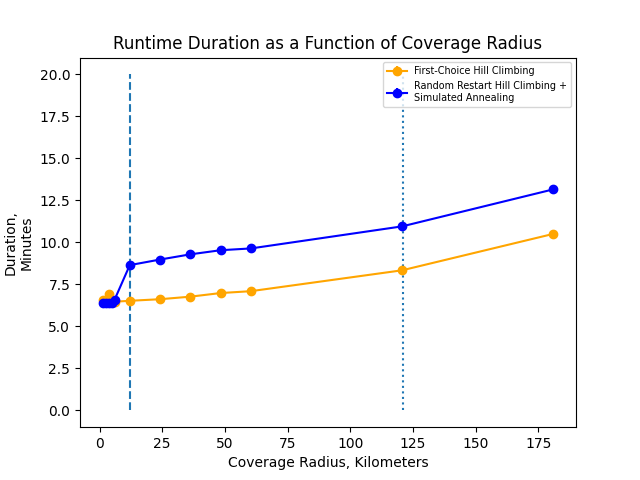 Runtime Duration as a Function of Coverage Radius
First-Choice Hill Climbing
Random Restart Hill Climbing +
Simulated Annealing
20.0
17.5
15.0
12.5
10.0
7.5
5.0
2.5
0.0
Duration,
Minutes
0
25
50
75
100
125
150
175
Coverage Radius, Kilometers